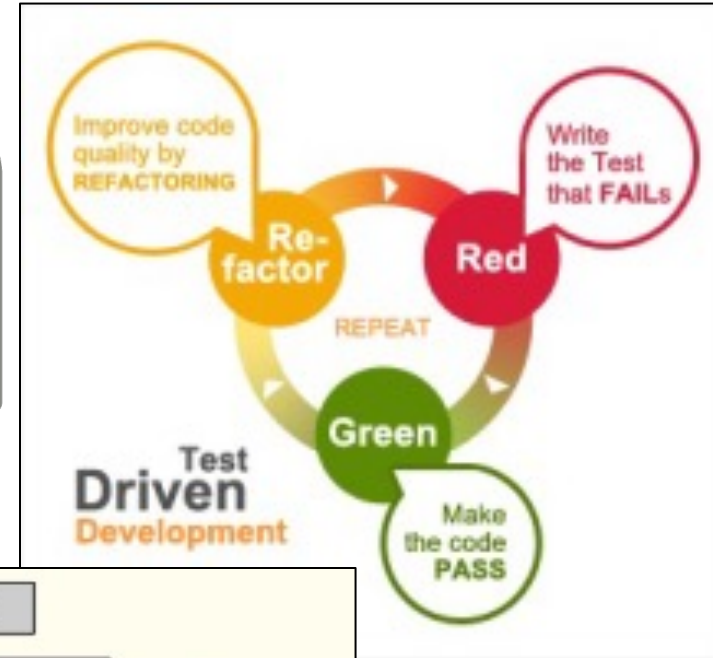 Improve code
quality by
REFACTORING
Write
the Test
that FAILs
Re-
factor
Red
REPEAT
Green
Test
Driven
Development
Make
the code
PASS